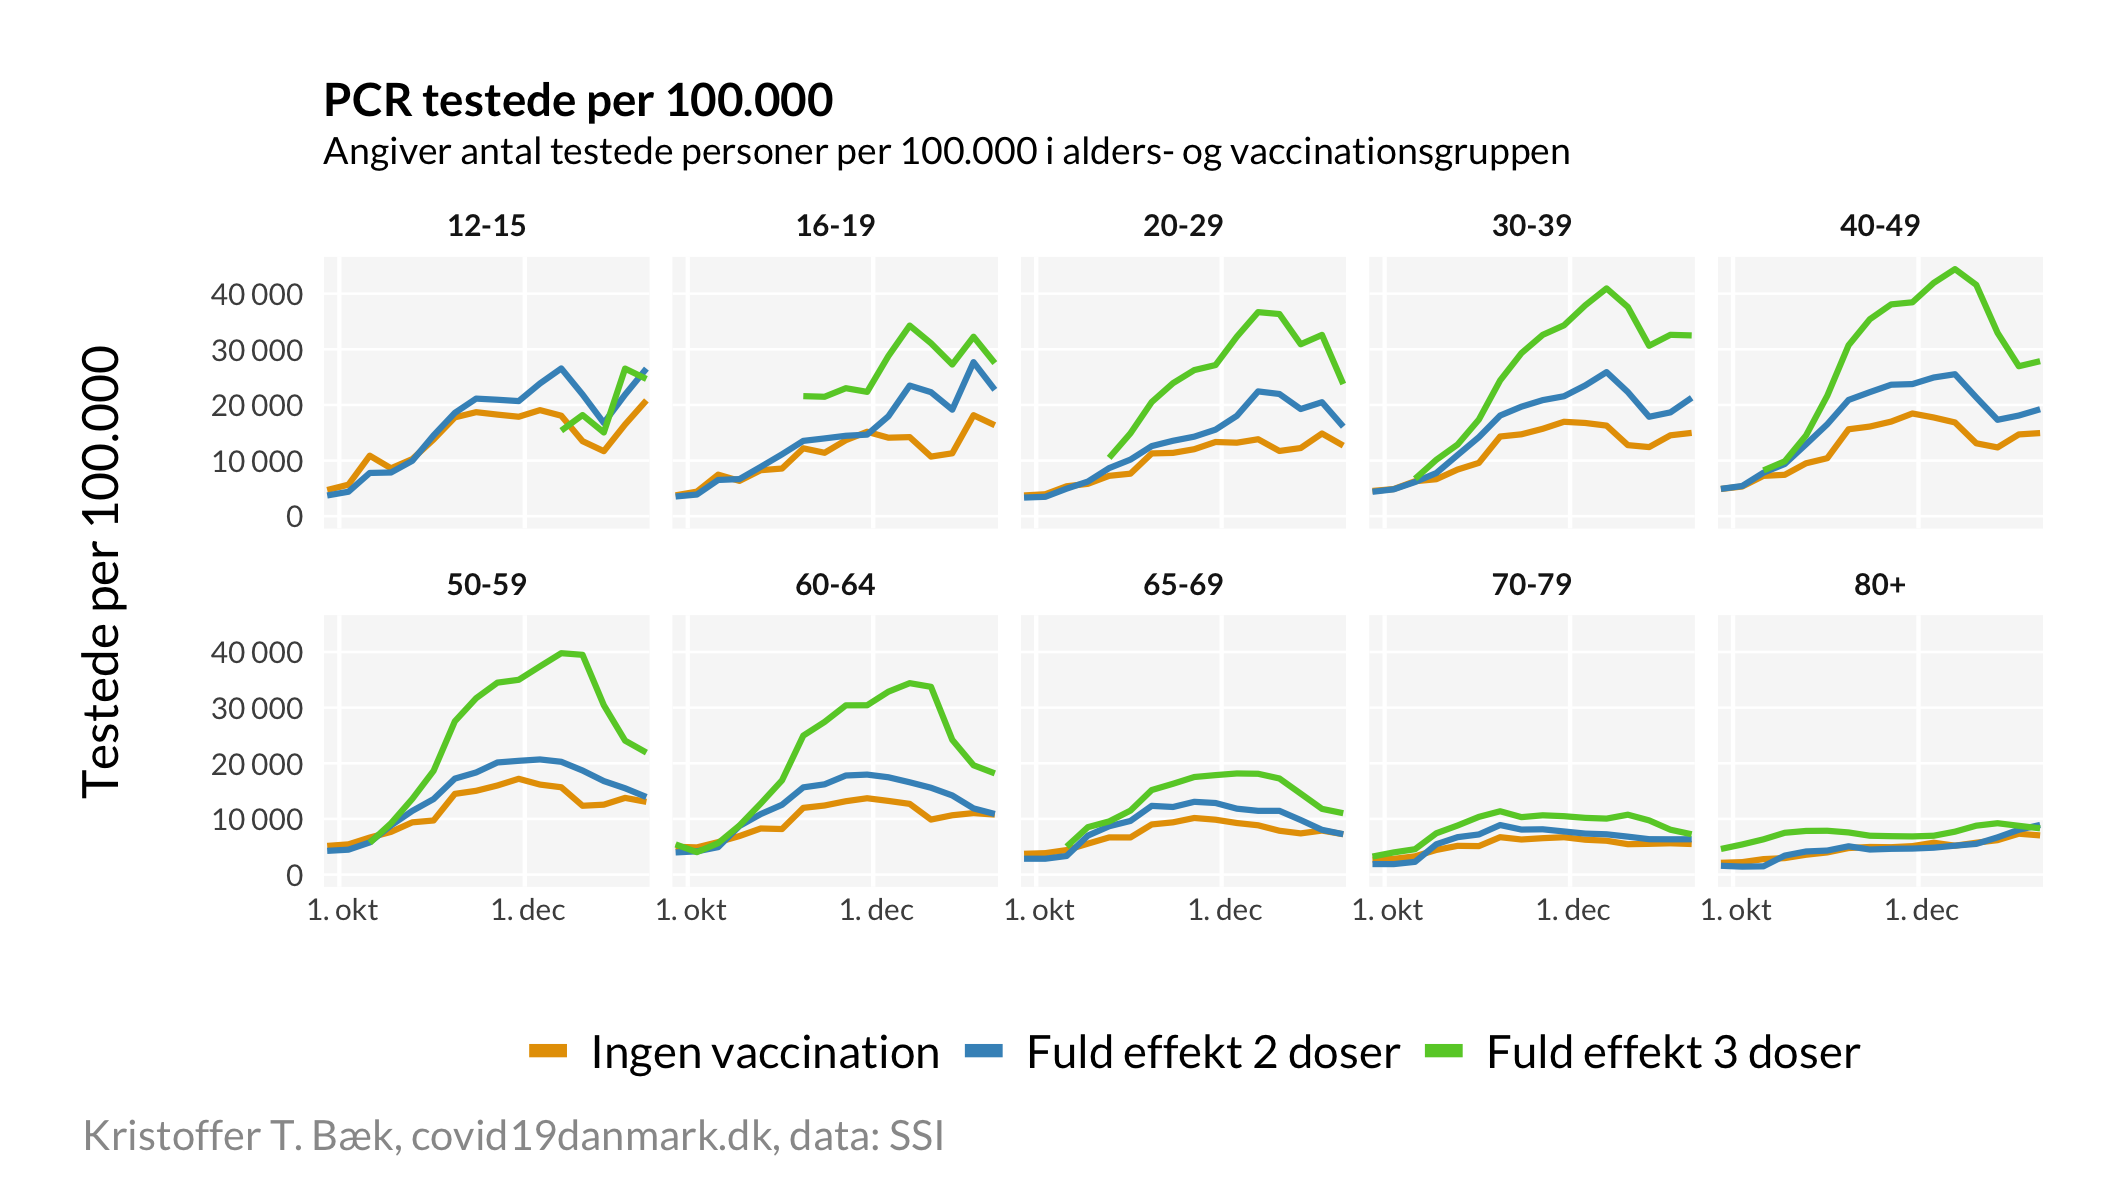 PCR testede per 100.000
Angiver antal testede personer per 100.000 i alders- og vaccinationsgruppen
12-15 16-19 20-29 30-39 40-49
40 000
30 000
20 000
10 000
0
50-59 60-64 65-69 70-79 80+
40 000
30 000
20 000
10 000
0
1. okt 1. dec 1. okt 1. dec 1. okt 1. dec 1. okt 1. dec 1. okt 1. dec
Testede per 100.000
Ingen vaccination Fuld effekt 2 doser Fuld effekt 3 doser
Kristoffer T. Bæk, covid19danmark.dk, data: SSI